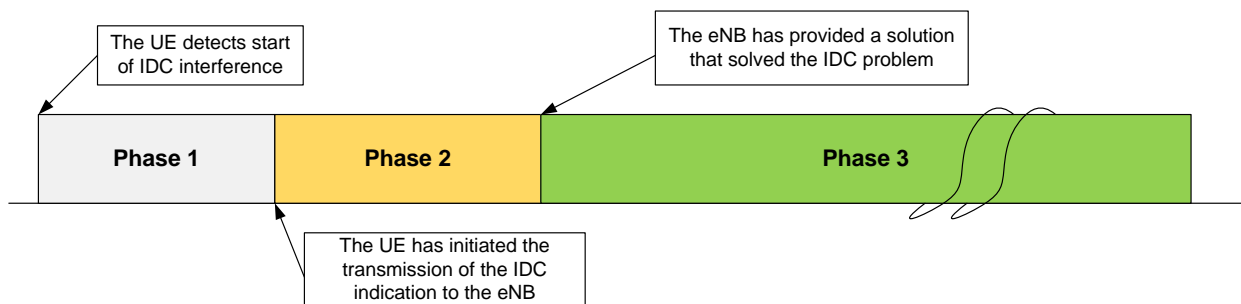 The UE detects start
of IDC interference
The eNB has provided a solution
that solved the IDC problem
Phase 1
Phase 2
Phase 3
The UE has initiated the
transmission of the IDC
indication to the eNB